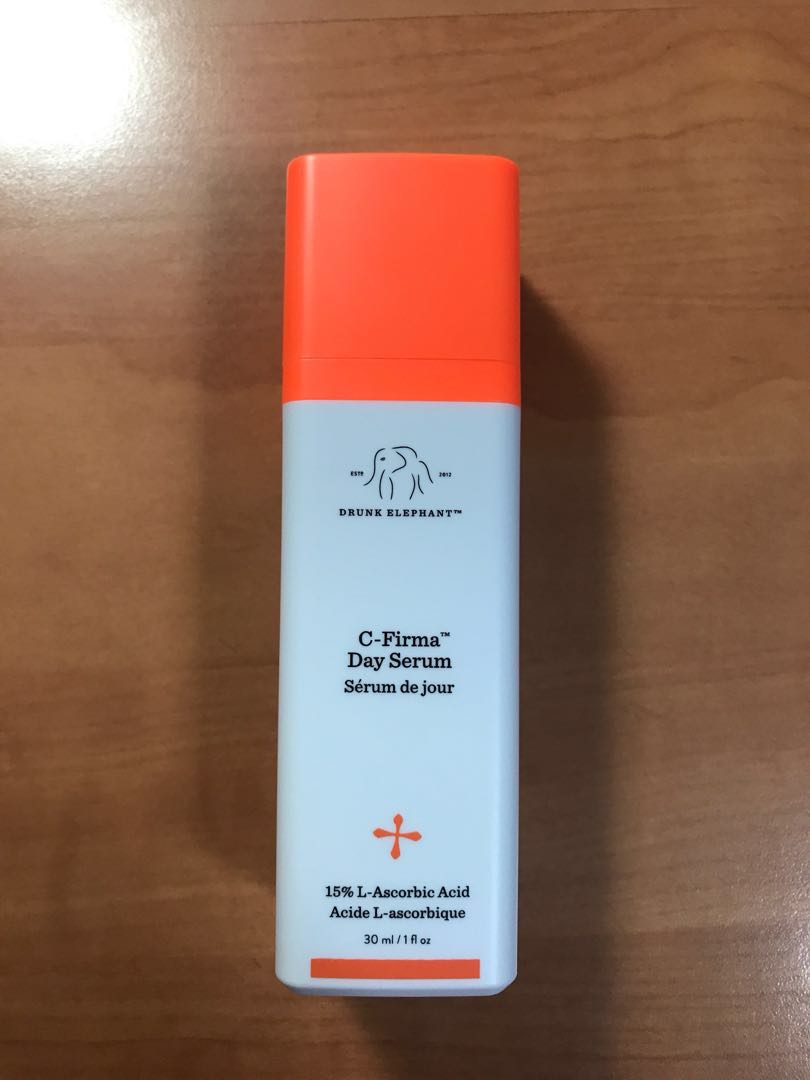 ESTD 2012
DRUNK ELEPHANT™
C-Firma™
Day Serum
Sérum de jour
15% L-Ascorbic Acid
Acide L-ascorbique
30 ml / 1 fl oz